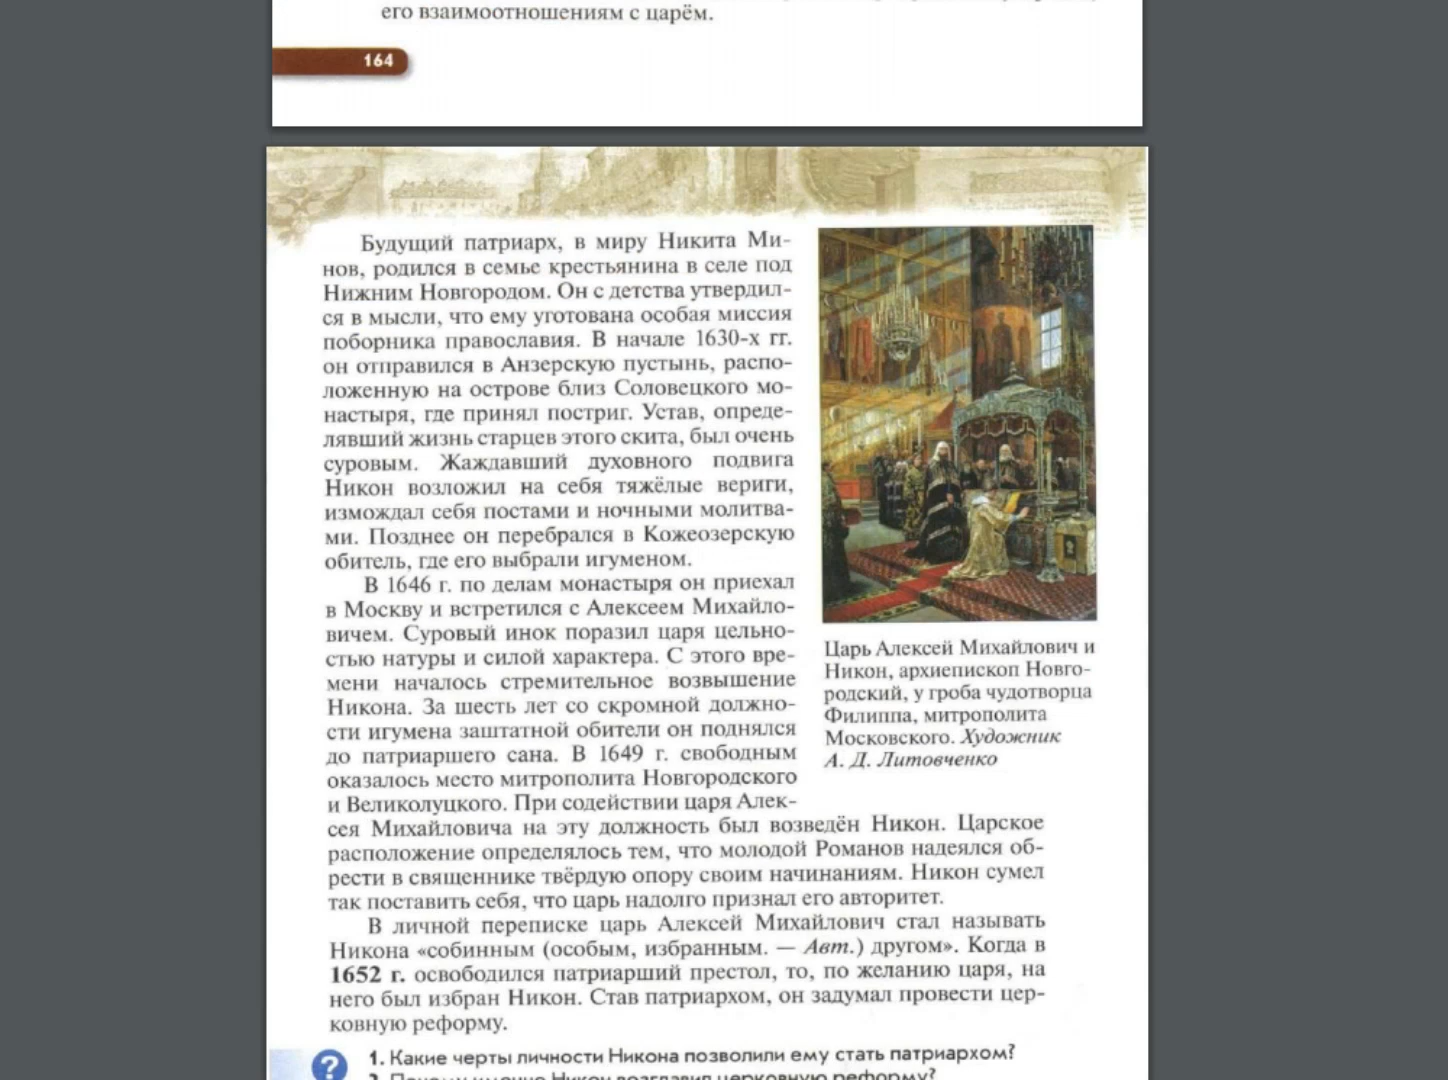 его взаимоотношениям с царём.
164
Будущий патриарх, в миру Никита Ми-
нов, родился в семье крестьянина в селе под
Нижним Новгородом. Он с детства утвердил-
ся в мысли, что ему уготована особая миссия
поборника православия. В начале 1630-х гг.
он отправился в Анзерскую пустынь, распо-
ложенную на острове близ Соловецкого мо-
настыря, где принял постриг. Устав, опреде-
лявший жизнь старцев этого скита, был очень
суровым. Жаждавший духовного подвига
Никон возложил на себя тяжёлые вериги,
измождал себя постами и ночными молитва-
ми. Позднее он перебрался в Кожеозерскую
обитель, где его выбрали игуменом.
В 1646 г. по делам монастыря он приехал
в Москву и встретился с Алексеем Михайло-
вичем. Суровый инок поразил царя цельно-
стью натуры и силой характера. С этого вре-
мени началось стремительное возвышение
Никона. За шесть лет со скромной должно-
сти игумена заштатной обители он поднялся
до патриаршего сана. В 1649 г. свободным
оказалось место митрополита Новгородского
и Великолуцкого. При содействии царя Алек-
сея Михайловича на эту должность был возведён Никон. Царское
расположение определялось тем, что молодой Романов надеялся об-
рести в священнике твёрдую опору своим начинаниям. Никон сумел
так поставить себя, что царь надолго признал его авторитет.
В личной переписке царь Алексей Михайлович стал называть
Никона «собинным (особым, избранным. — Авт.) другом». Когда в
1652 г. освободился патриарший престол, то, по желанию царя, на
него был избран Никон. Став патриархом, он задумал провести цер-
ковную реформу.
Царь Алексей Михайлович и
Никон, архиепископ Новго-
родский, у гроба чудотворца
Филиппа, митрополита
Московского. Художник
А. Д. Литовченко
?
1. Какие черты личности Никона позволили ему стать патриархом?
2. Почему именно Никон возглавил церковную реформу?